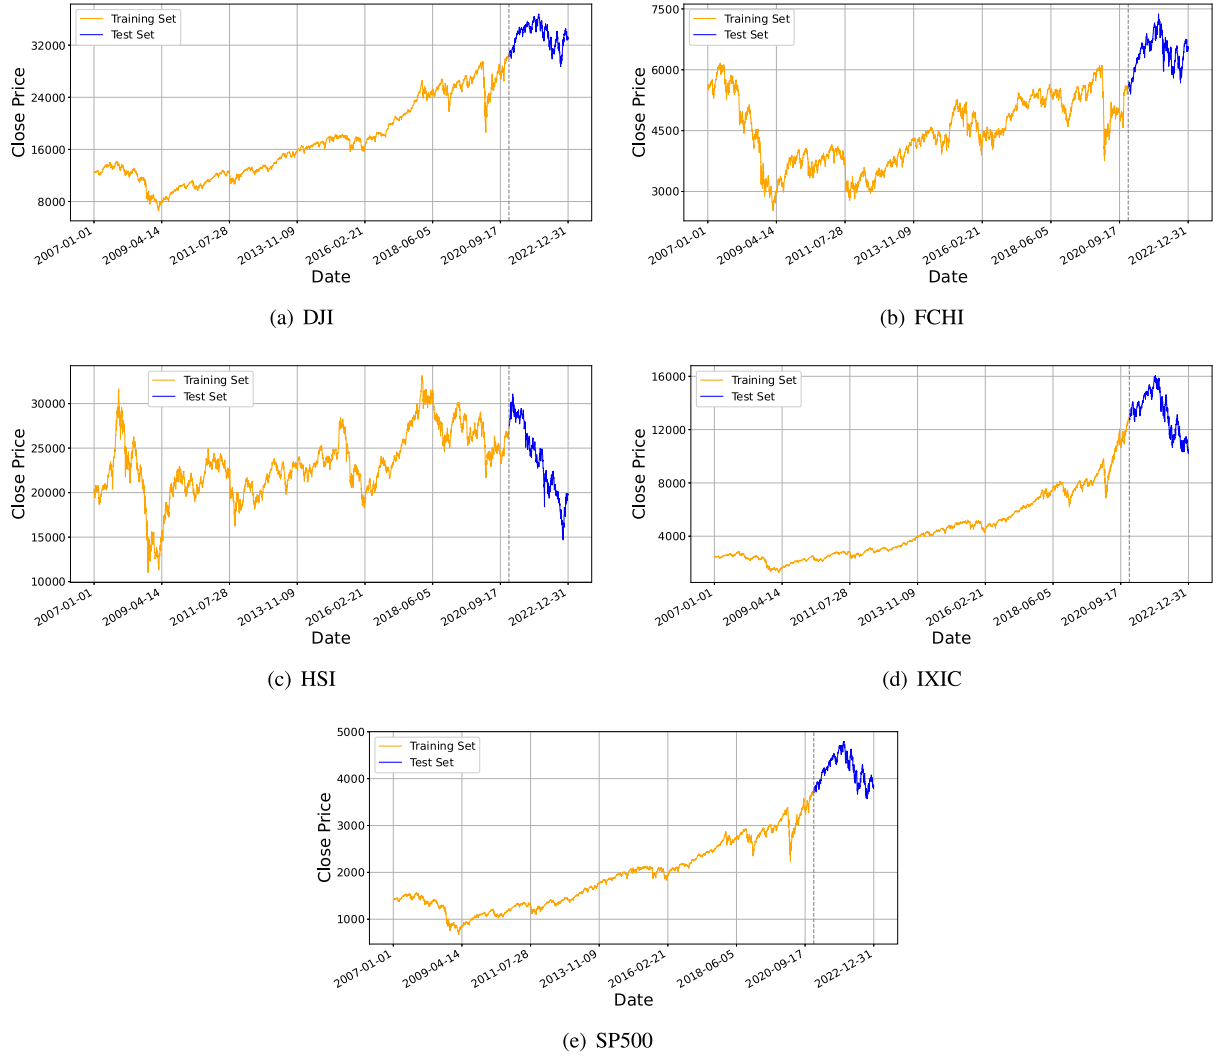 Training Set
Test Set
32000
24000
16000
8000
Close Price
2007-01-01
2009-04-14
2011-07-28
2013-11-09
2016-02-21
2018-06-05
2020-09-17
2022-12-31
Date
(a) DJI
Training Set
Test Set
7500
6000
4500
3000
Close Price
2007-01-01
2009-04-14
2011-07-28
2013-11-09
2016-02-21
2018-06-05
2020-09-17
2022-12-31
Date
(b) FCHI
Training Set
Test Set
30000
25000
20000
15000
10000
Close Price
2007-01-01
2009-04-14
2011-07-28
2013-11-09
2016-02-21
2018-06-05
2020-09-17
2022-12-31
Date
(c) HSI
Training Set
Test Set
16000
12000
8000
4000
Close Price
2007-01-01
2009-04-14
2011-07-28
2013-11-09
2016-02-21
2018-06-05
2020-09-17
2022-12-31
Date
(d) IXIC
Training Set
Test Set
5000
4000
3000
2000
1000
Close Price
2007-01-01
2009-04-14
2011-07-28
2013-11-09
2016-02-21
2018-06-05
2020-09-17
2022-12-31
Date
(e) SP500